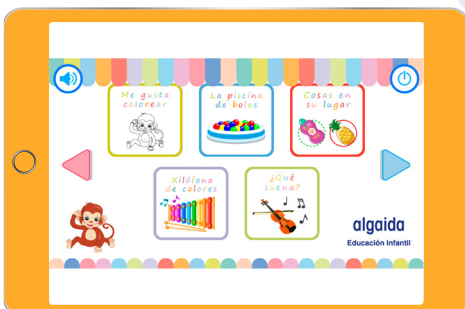 Me gusta
colorear
La piscina
de bolas
Cosas en
su lugar
Xilófono
de colores
¿Qué
suena?
algaida
Educación Infantil